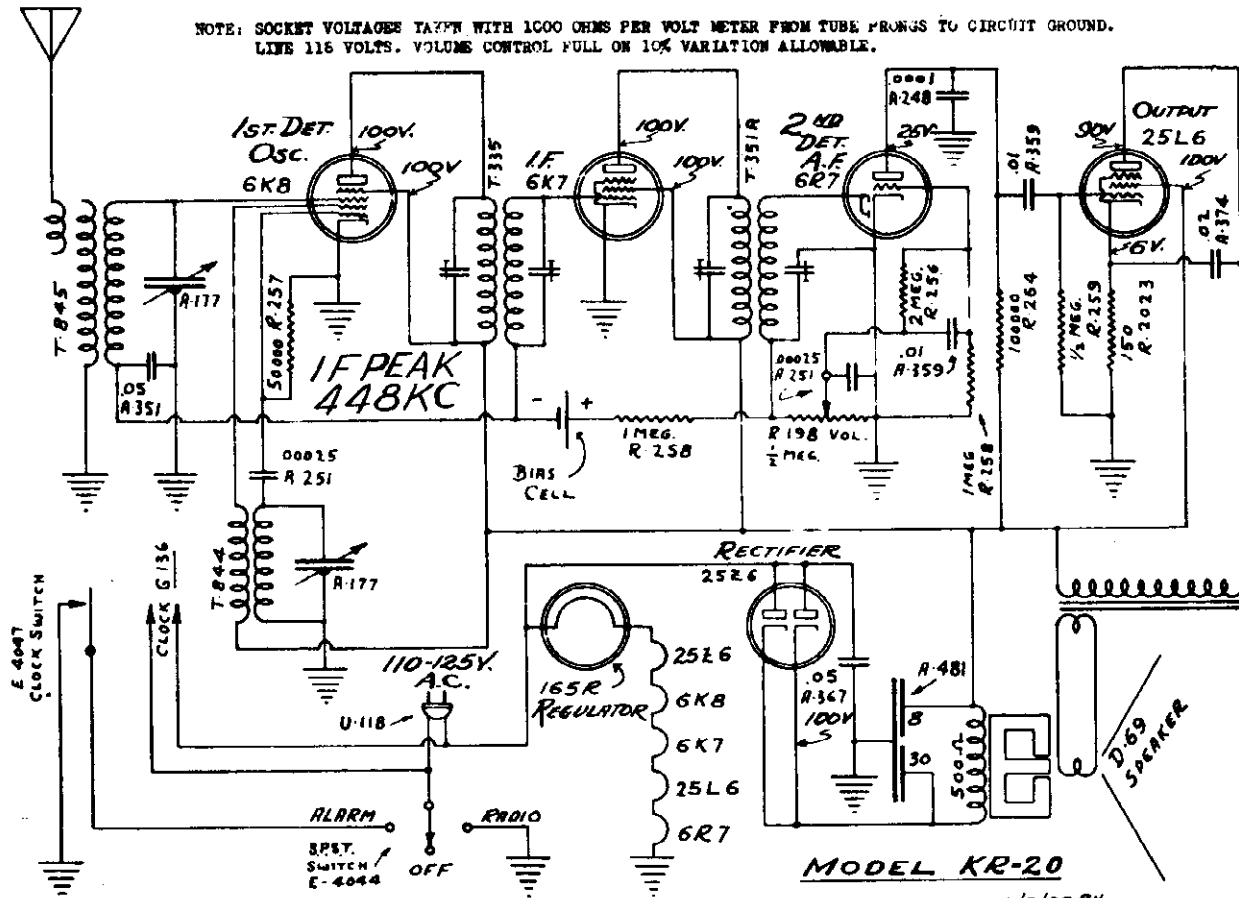 NOTE: SOCKET VOLTAGES TAKEN WITH 1000 OHMS PER VOLT METER FROM TUBE PRONGS TO CIRCUIT GROUND.
LINE 115 VOLTS. VOLUME CONTROL FULL ON 10% VARIATION ALLOWABLE.
1ST. DET.
OSC.
6K8
100V.
100V
T-335
I.F.
6K7
100V.
100V.
T-351R
2ND
DET.
A.F.
6R7
25V
.0001
A-248
.01
A-359
90V
OUTPUT
25L6
100V.
6V.
.02
A-374
T-845
A-177
.05
A-351
50000 R-257
IF PEAK
448KC
00025
A 251
- +
BIAS
CELL
1 MEG.
R-258
R 198 VOL.
1/2 MEG.
00025
A 251
2 MEG.
R-256
.01
A-359
1 MEG
R-258
10000
R-264
1/2 MEG.
R-259
150
R-2023
E 4047
CLOCK SWITCH
CLOCK G136
T-844
A-177
110-125V.
A.C.
U-118
165R
REGULATOR
25Z6
6K8
6K7
25L6
6R7
RECTIFIER
25Z6
.05
A-367
100V
A-481
8
30
500Ω
D-69
SPEAKER
ALARM
RADIO
S.P.S.T.
SWITCH
E-4044
OFF
MODEL KR-20